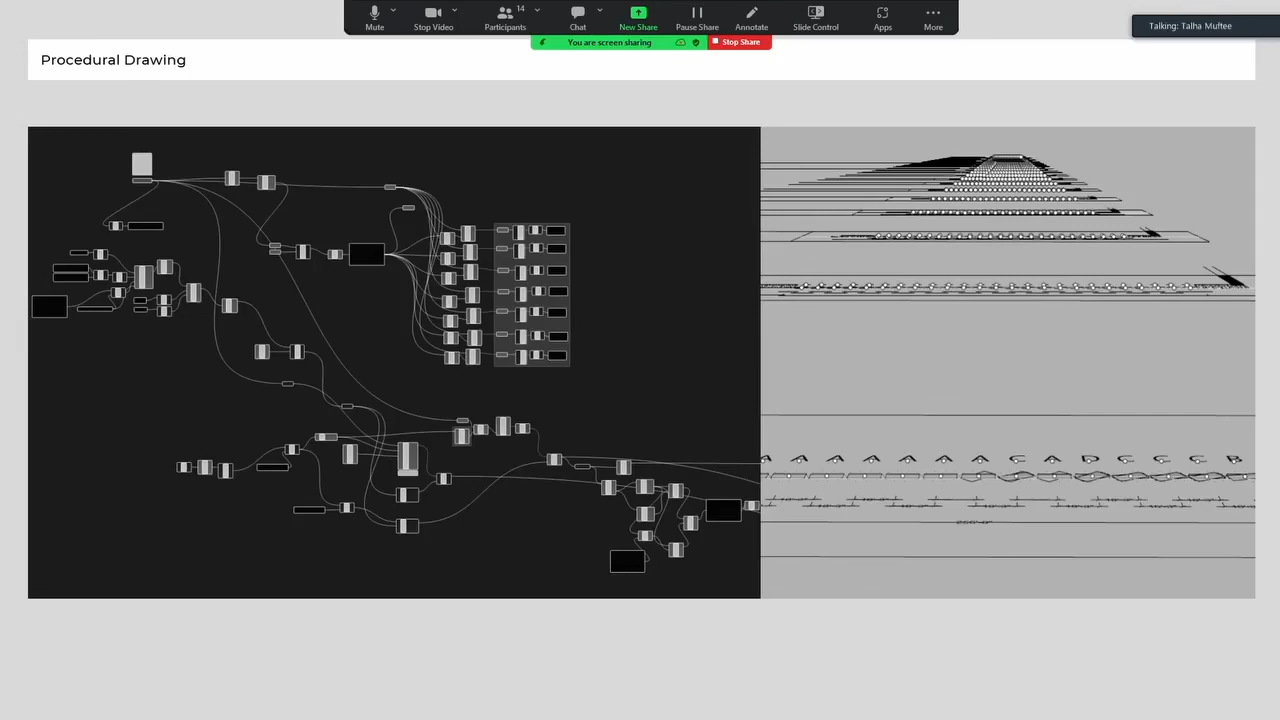 14
Mute
Stop Video
Participants
Chat
New Share
Pause Share
Annotate
Slide Control
Apps
More
Talking: Talha Muftee
You are screen sharing
Stop Share
Procedural Drawing
A A A A A A A C A D C C C D